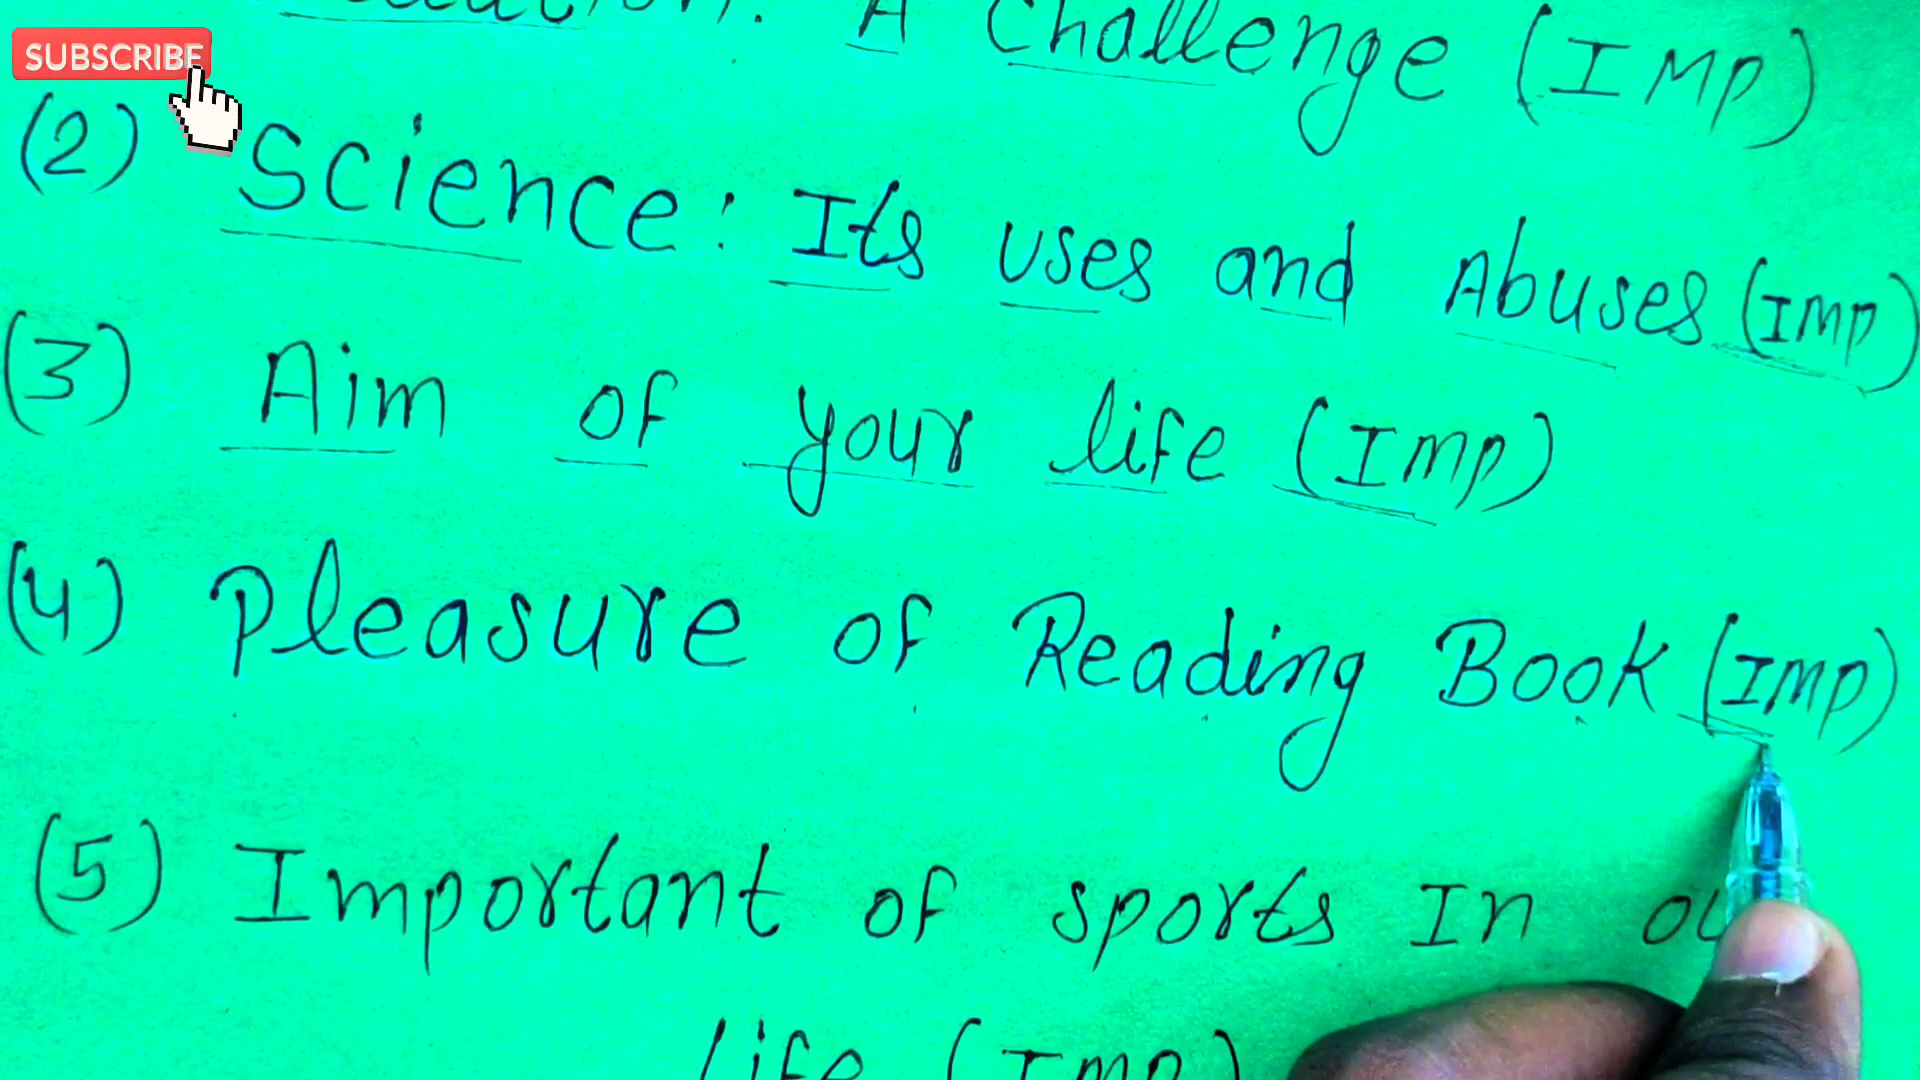 A Challenge (IMP)
SUBSCRIBE
(2) Science: Its uses and Abuses (IMP)
(3) Aim of your life (Imp)
(4) Pleasure of Reading Book (Imp)
(5) Important of sports In
life (Imp)